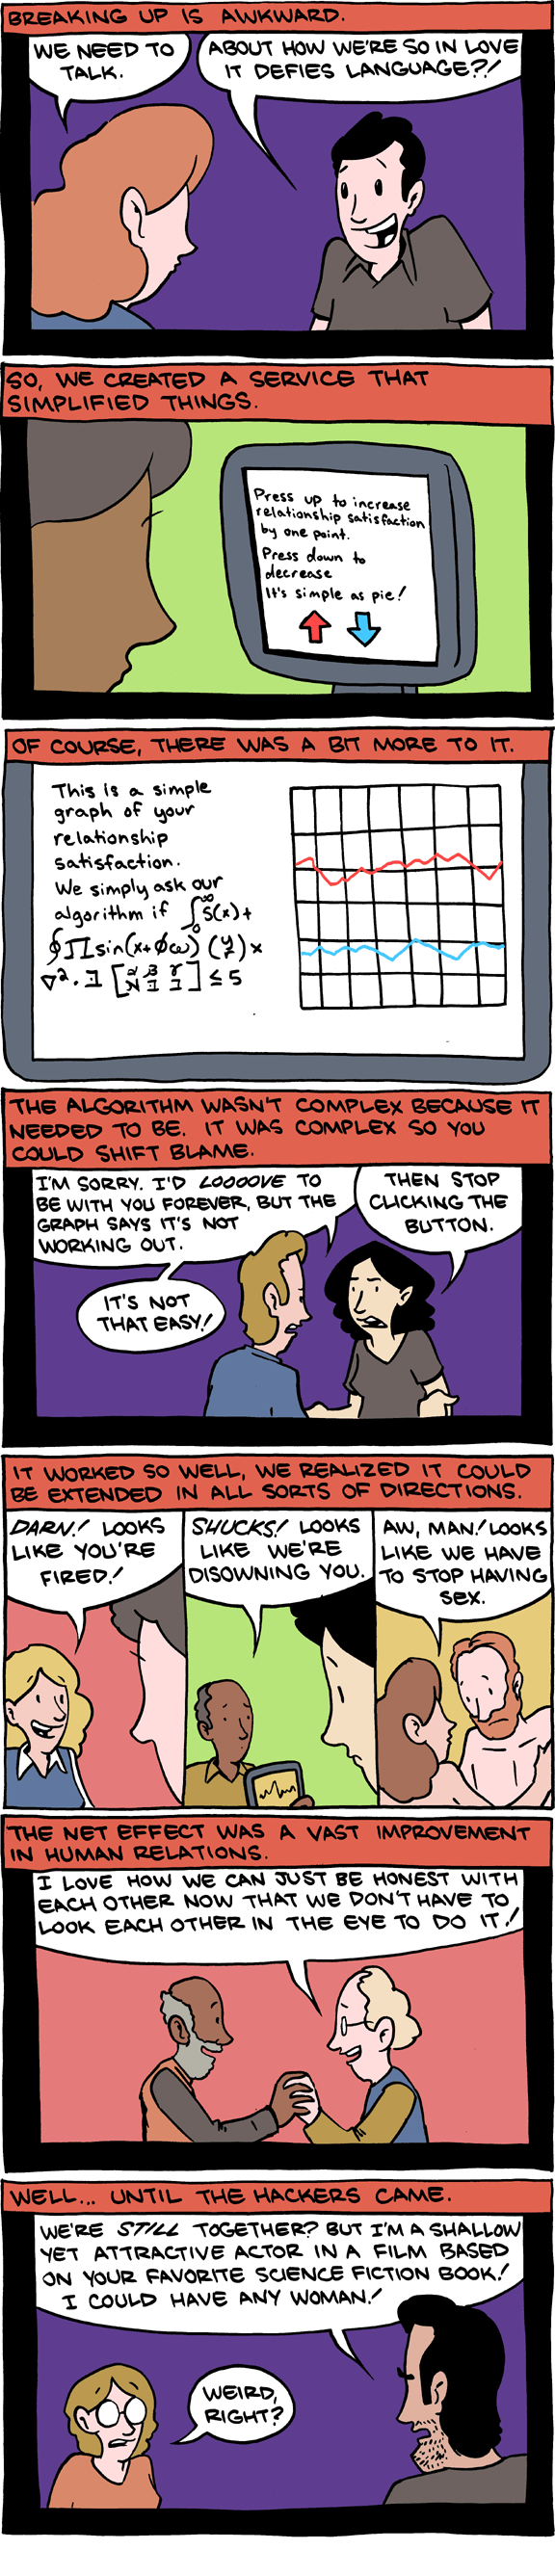 BREAKING UP IS AWKWARD.
WE NEED TO
TALK.
ABOUT HOW WE'RE SO IN LOVE
IT DEFIES LANGUAGE?!
SO, WE CREATED A SERVICE THAT
SIMPLIFIED THINGS.
Press up to increase
relationship satisfaction
by one point.
Press down to
decrease
It's simple as pie!
OF COURSE, THERE WAS A BIT MORE TO IT.
This is a simple
graph of your
relationship
satisfaction.
We simply ask our
algorithm if ∫₀^∞ S(x)+
∮∏sin(x+Φω)
≤ 5
THE ALGORITHM WASN'T COMPLEX BECAUSE IT
NEEDED TO BE. IT WAS COMPLEX SO YOU
COULD SHIFT BLAME.
I'M SORRY. I'D LOOOOVE TO
BE WITH YOU FOREVER, BUT THE
GRAPH SAYS IT'S NOT
WORKING OUT.
THEN STOP
CLICKING THE
BUTTON.
IT'S NOT
THAT EASY!
IT WORKED SO WELL, WE REALIZED IT COULD
BE EXTENDED IN ALL SORTS OF DIRECTIONS.
DARN! LOOKS
LIKE YOU'RE
FIRED!
SHUCKS! LOOKS
LIKE WE'RE
DISOWNING YOU.
AW, MAN! LOOKS
LIKE WE HAVE
TO STOP HAVING
SEX.
THE NET EFFECT WAS A VAST IMPROVEMENT
IN HUMAN RELATIONS.
I LOVE HOW WE CAN JUST BE HONEST WITH
EACH OTHER NOW THAT WE DON'T HAVE TO
LOOK EACH OTHER IN THE EYE TO DO IT!
WELL... UNTIL THE HACKERS CAME.
WE'RE STILL TOGETHER? BUT I'M A SHALLOW
YET ATTRACTIVE ACTOR IN A FILM BASED
ON YOUR FAVORITE SCIENCE FICTION BOOK!
I COULD HAVE ANY WOMAN!
WEIRD,
RIGHT?